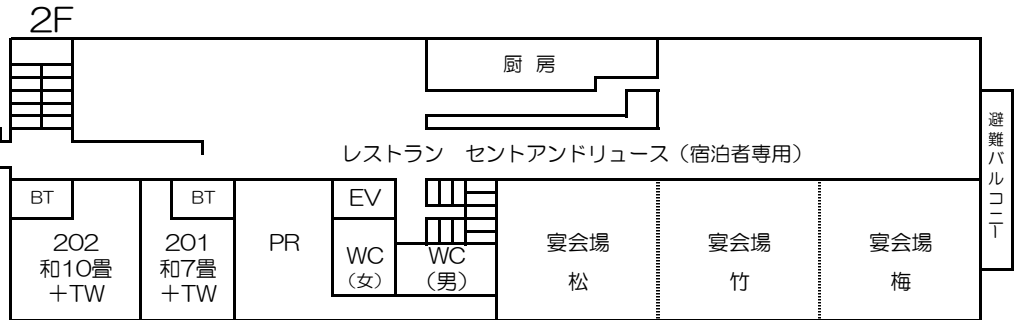 2F
厨 房
レストラン　セントアンドリュース（宿泊者専用）
避難バルコニー
BT
202
和10畳
＋TW
BT
201
和7畳
＋TW
PR
EV
WC
（女）
WC
（男）
宴会場
松
宴会場
竹
宴会場
梅